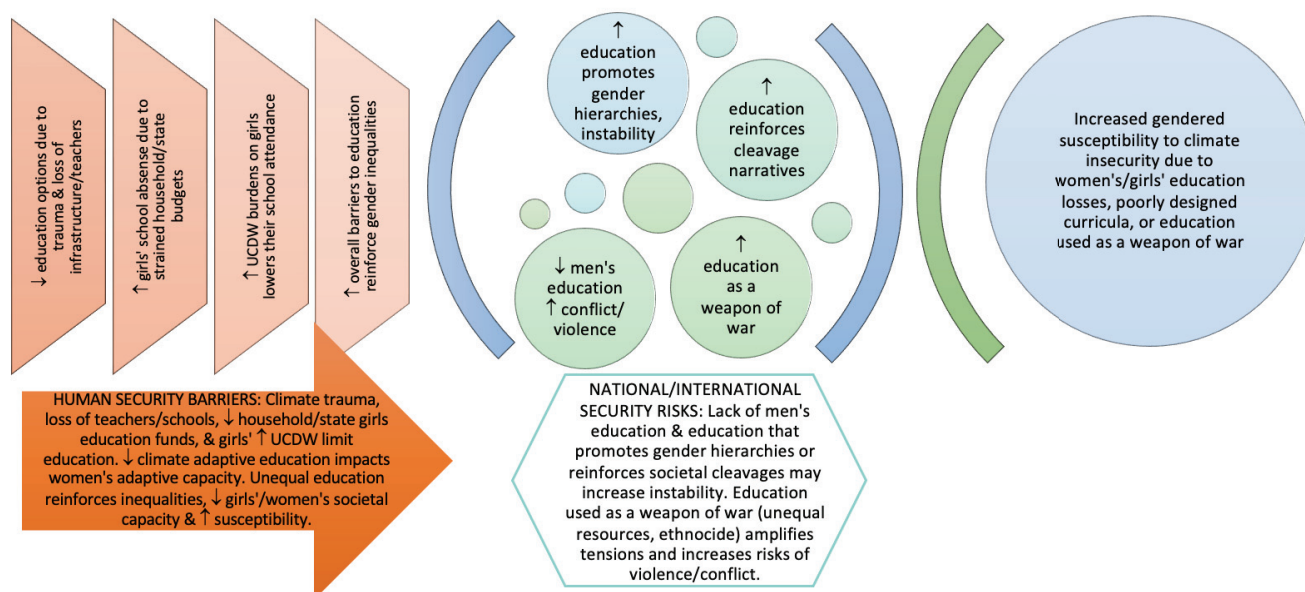 ↓ education options due to
trauma & loss of
infrastructure/teachers
↑ girls' school absense due to
strained household/state
budgets
↑ UCDW burdens on girls
lowers their school attendance
↑ overall barriers to education
reinforce gender inequalities
↑
education
promotes
gender
hierarchies,
instability
↑
education
reinforces
cleavage
narratives
↓ men's
education
↑ conflict/
violence
↑
education
as a
weapon of
war
Increased gendered
susceptibility to climate
insecurity due to
women's/girls' education
losses, poorly designed
curricula, or education
used as a weapon of war
HUMAN SECURITY BARRIERS: Climate trauma,
loss of teachers/schools, ↓ household/state girls
education funds, & girls' ↑ UCDW limit
education. ↓ climate adaptive education impacts
women's adaptive capacity. Unequal education
reinforces inequalities, ↓ girls'/women's societal
capacity & ↑ susceptibility.
NATIONAL/INTERNATIONAL
SECURITY RISKS: Lack of men's
education & education that
promotes gender hierarchies or
reinforces societal cleavages may
increase instability. Education
used as a weapon of war (unequal
resources, ethnocide) amplifies
tensions and increases risks of
violence/conflict.